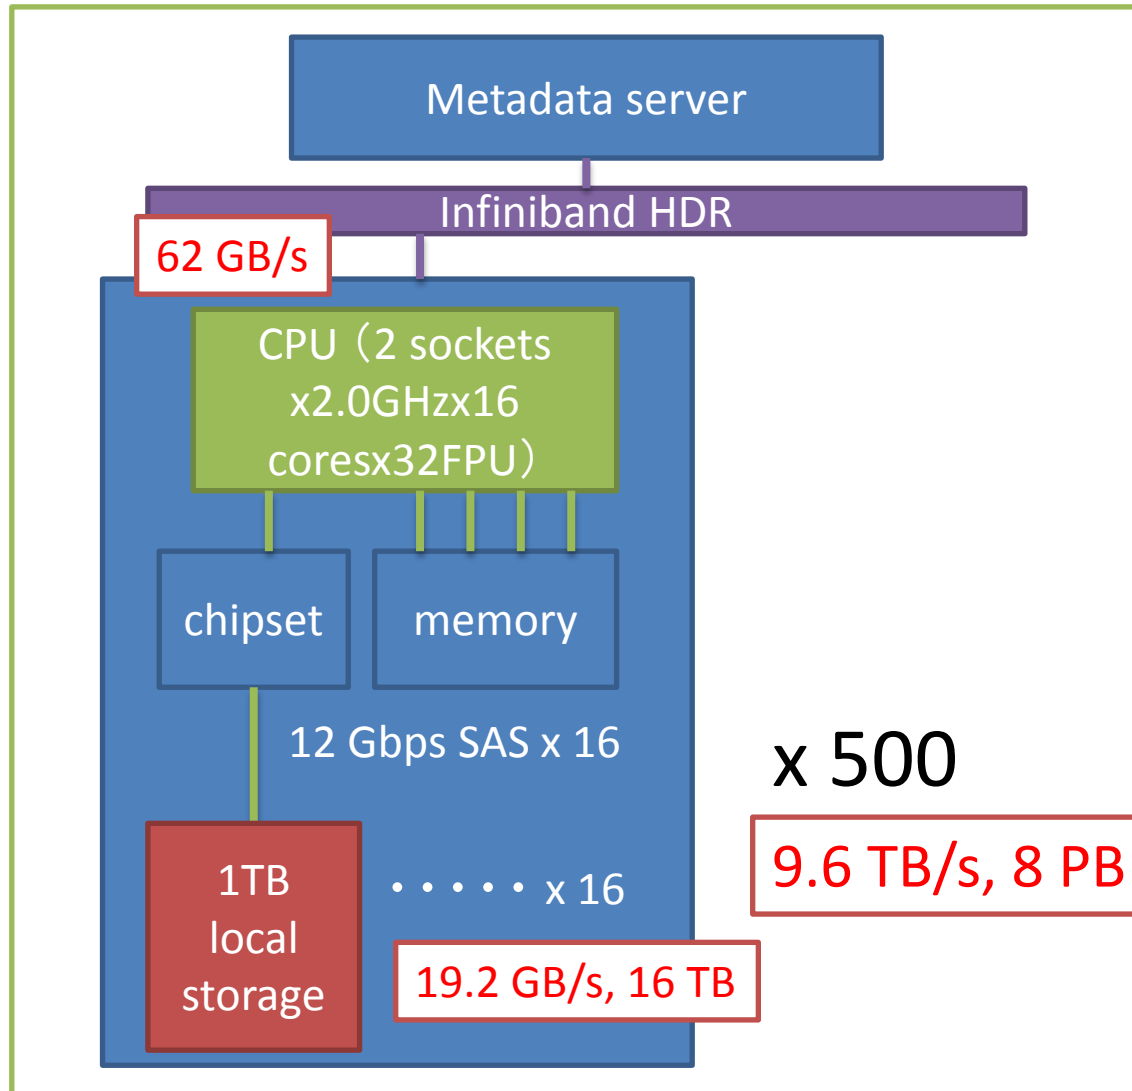 Metadata server
Infiniband HDR
62 GB/s
CPU（2 sockets
x2.0GHzx16
coresx32FPU）
chipset
memory
12 Gbps SAS x 16
x 500
9.6 TB/s, 8 PB
1TB
local
storage
・・・・・ x 16
19.2 GB/s, 16 TB